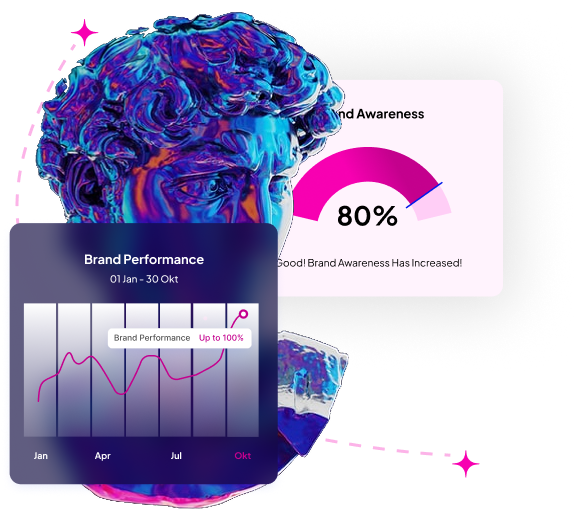 nd Awareness
80%
Good! Brand Awareness Has Increased!
Brand Performance
01 Jan - 30 Okt
Brand Performance Up to 100%
Jan Apr Jul Okt